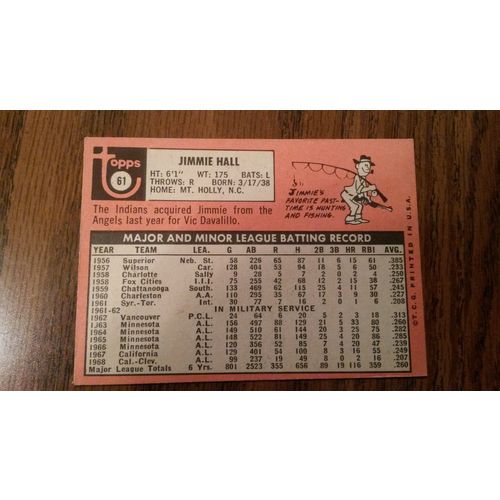 topps
61
JIMMIE HALL
HT: 6'1" WT: 175 BATS: L
THROWS: R BORN: 3/17/38
HOME: MT. HOLLY, N.C.
JIMMIE'S
FAVORITE PAST-
TIME IS HUNTING
AND FISHING.
The Indians acquired Jimmie from the
Angels last year for Vic Davalillo.
MAJOR AND MINOR LEAGUE BATTING RECORD
YEAR TEAM LEA. G AB R H 2B 3B HR RBI AVG.
1956 Superior Neb. St. 58 226 65 87 11 6 15 61 .385
1957 Wilson Car. 128 404 53 94 18 5 6 50 .233
1958 Charlotte Sally 9 28 5 7 2 0 2 4 .250
1958 Fox Cities I.I.I. 75 255 42 68 12 2 15 38 .267
1959 Chattanooga South. 119 430 69 112 25 4 11 57
1960 Charleston A.A. 110 295 35 67 17 3 9 30 .227
1961 Syr.-Tor. Int. 30 77 7 16 2 1 0 6 .208
1961-62 IN MILITARY SERVICE
1962 Vancouver P.C.L. 24 64 6 20 5 2 3 18 .313
1963 Minnesota A.L. 156 497 88 129 21 5 33 80 .260
1964 Minnesota A.L. 149 510 61 144 20 3 25 75 .282
1965 Minnesota A.L. 148 522 81 149 25 4 20 86 .285
1966 Minnesota A.L. 120 356 52 85 7 4 20 47 .239
1967 California A.L. 129 401 54 100 8 3 16 55 .249
1968 Cal.-Clev. A.L. 99 237 19 49 8 0 2 16 .207
Major League Totals 6 Yrs. 801 2523 355 656 89 19 116 359 .260
©T.C.G. PRINTED IN U.S.A.